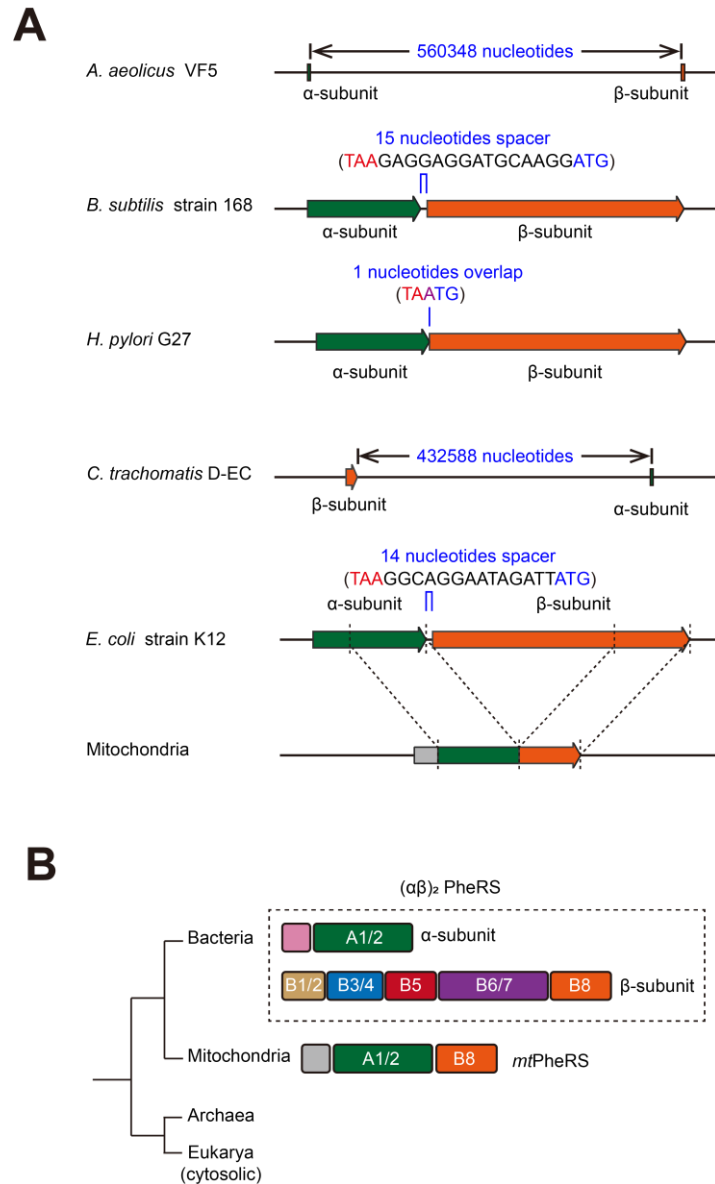 A
560348 nucleotides
A. aeolicus VF5
α-subunit
β-subunit
15 nucleotides spacer
(TAAGAGGAGGATGCAAGGATG)
B. subtilis strain 168
α-subunit
β-subunit
1 nucleotides overlap
(TAATG)
H. pylori G27
α-subunit
β-subunit
432588 nucleotides
C. trachomatis D-EC
β-subunit
α-subunit
14 nucleotides spacer
(TAAGGCAGGAATAGATTATG)
α-subunit
β-subunit
E. coli strain K12
Mitochondria
B
(αβ)₂ PheRS
Bacteria
A1/2
α-subunit
B1/2
B3/4
B5
B6/7
B8
β-subunit
Mitochondria
A1/2
B8
mtPheRS
Archaea
Eukarya
(cytosolic)